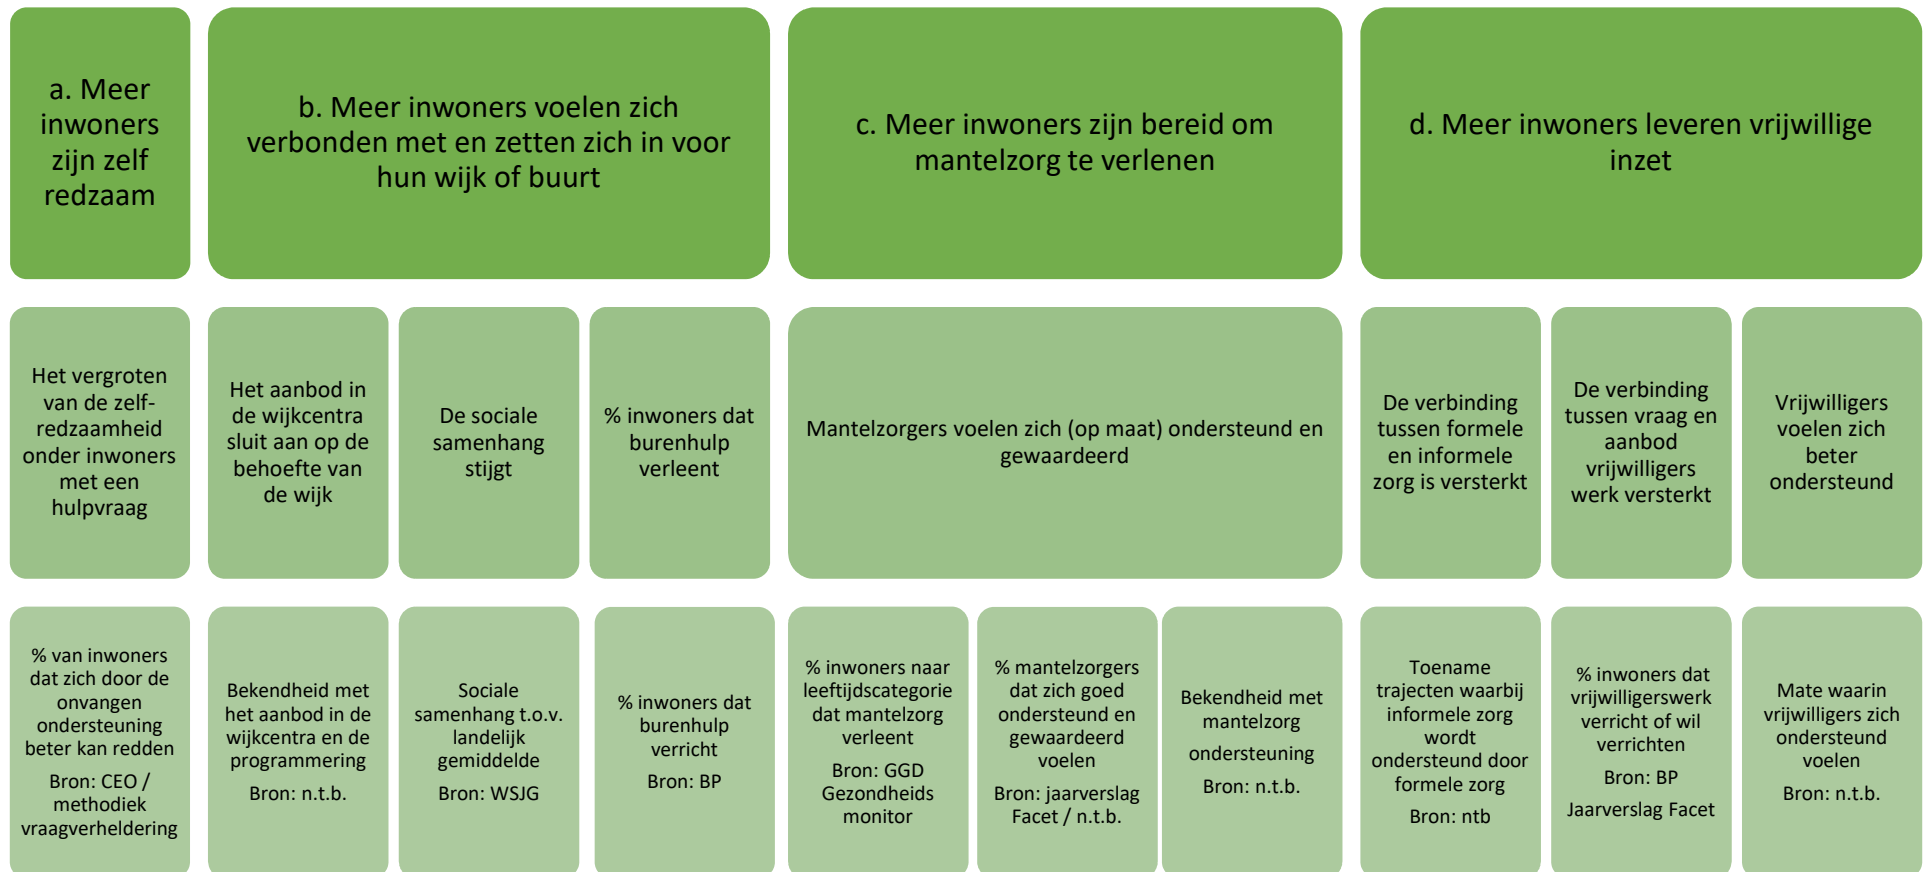 a. Meer
inwoners
zijn zelf
redzaam
b. Meer inwoners voelen zich
verbonden met en zetten zich in voor
hun wijk of buurt
c. Meer inwoners zijn bereid om
mantelzorg te verlenen
d. Meer inwoners leveren vrijwillige
inzet
Het vergroten
van de zelf-
redzaamheid
onder inwoners
met een
hulpvraag
Het aanbod in
de wijkcentra
sluit aan op de
behoefte van
de wijk
De sociale
samenhang
stijgt
% inwoners dat
burenhulp
verleent
Mantelzorgers voelen zich (op maat) ondersteund en
gewaardeerd
De verbinding
tussen formele
en informele
zorg is versterkt
De verbinding
tussen vraag en
aanbod
vrijwilligers
werk versterkt
Vrijwilligers
voelen zich
beter
ondersteund
% van inwoners
dat zich door de
onvangen
ondersteuning
beter kan redden
Bron: CEO /
methodiek
vraagverheldering
Bekendheid met
het aanbod in de
wijkcentra en de
programmering
Bron: n.t.b.
Sociale
samenhang t.o.v.
landelijk
gemiddelde
Bron: WSJG
% inwoners dat
burenhulp
verricht
Bron: BP
% inwoners naar
leeftijdscategorie
dat mantelzorg
verleent
Bron: GGD
Gezondheids
monitor
% mantelzorgers
dat zich goed
ondersteund en
gewaardeerd
voelen
Bron: jaarverslag
Facet / n.t.b.
Bekendheid met
mantelzorg
ondersteuning
Bron: n.t.b.
Toename
trajecten waarbij
informele zorg
wordt
ondersteund door
formele zorg
Bron: ntb
% inwoners dat
vrijwilligerswerk
verricht of wil
verrichten
Bron: BP
Jaarverslag Facet
Mate waarin
vrijwilligers zich
ondersteund
voelen
Bron: n.t.b.